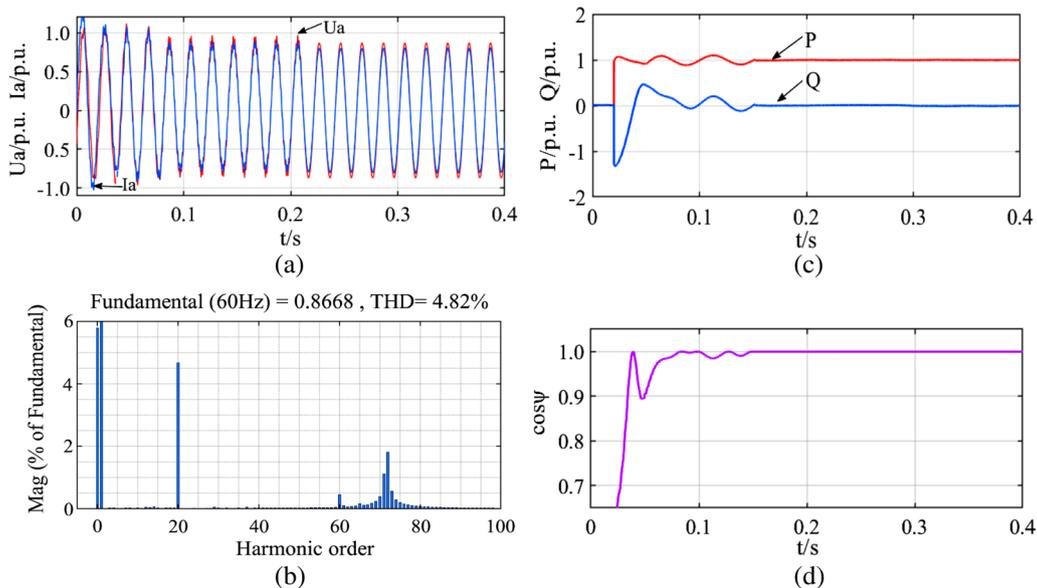 Ua/p.u. Ia/p.u.
1.0
0.5
0
0.5
-1.0
Ua
Ia
0 0.1 0.2 0.3 0.4
t/s
(a)
P/p.u. Q/p.u.
2
1
0
-1
-2
P
Q
0 0.1 0.2 0.3 0.4
t/s
(c)
Fundamental (60Hz) = 0.8668 , THD= 4.82%
Mag (% of Fundamental)
6
4
2
0
0 20 40 60 80 100
Harmonic order
(b)
cosψ
1.0
0.9
0.8
0.7
0 0.1 0.2 0.3 0.4
t/s
(d)